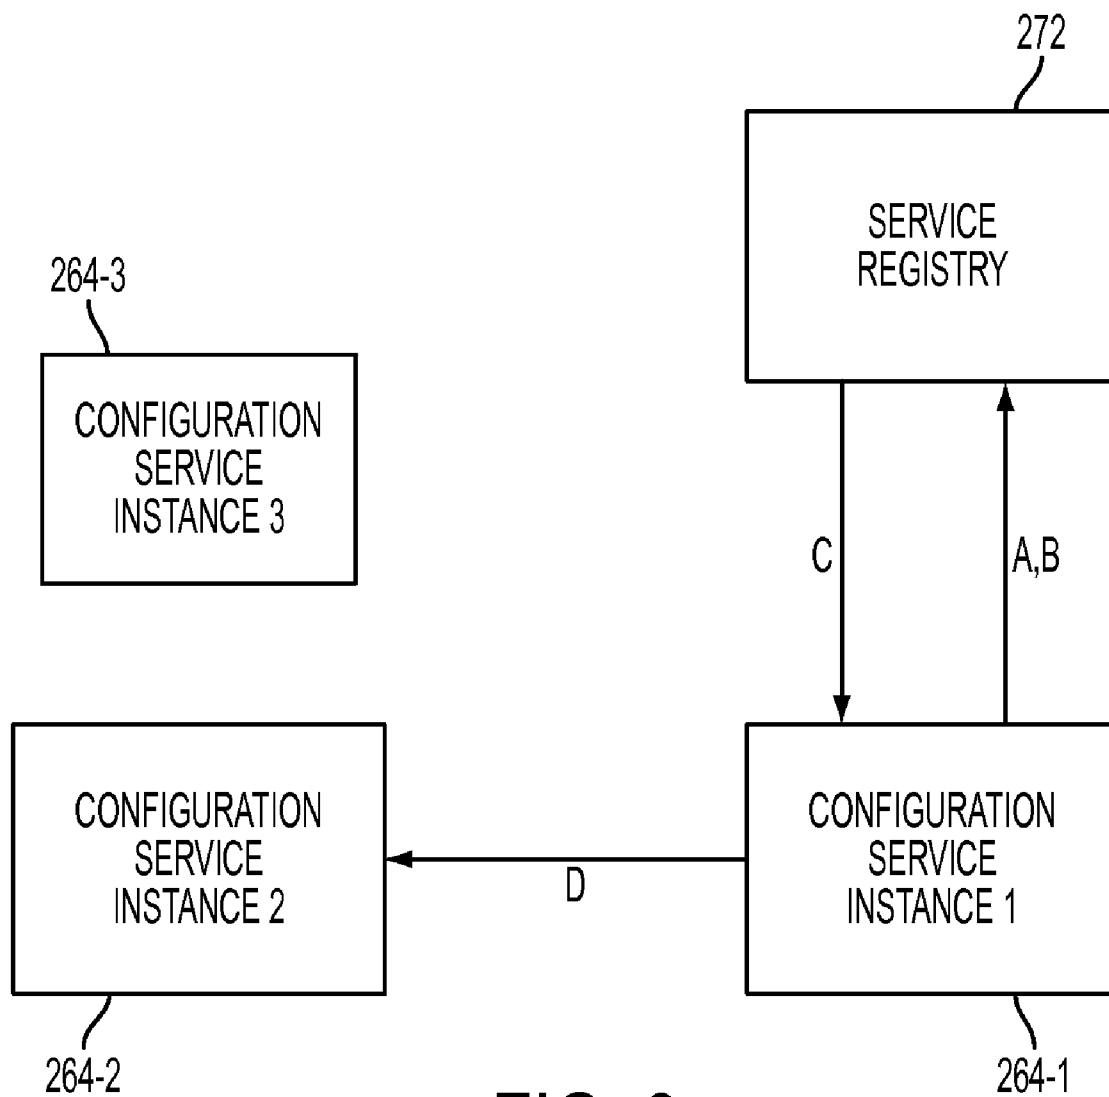 272
SERVICE
REGISTRY
264-3
CONFIGURATION
SERVICE
INSTANCE 3
C
A,B
CONFIGURATION
SERVICE
INSTANCE 2
D
CONFIGURATION
SERVICE
INSTANCE 1
264-2
264-1